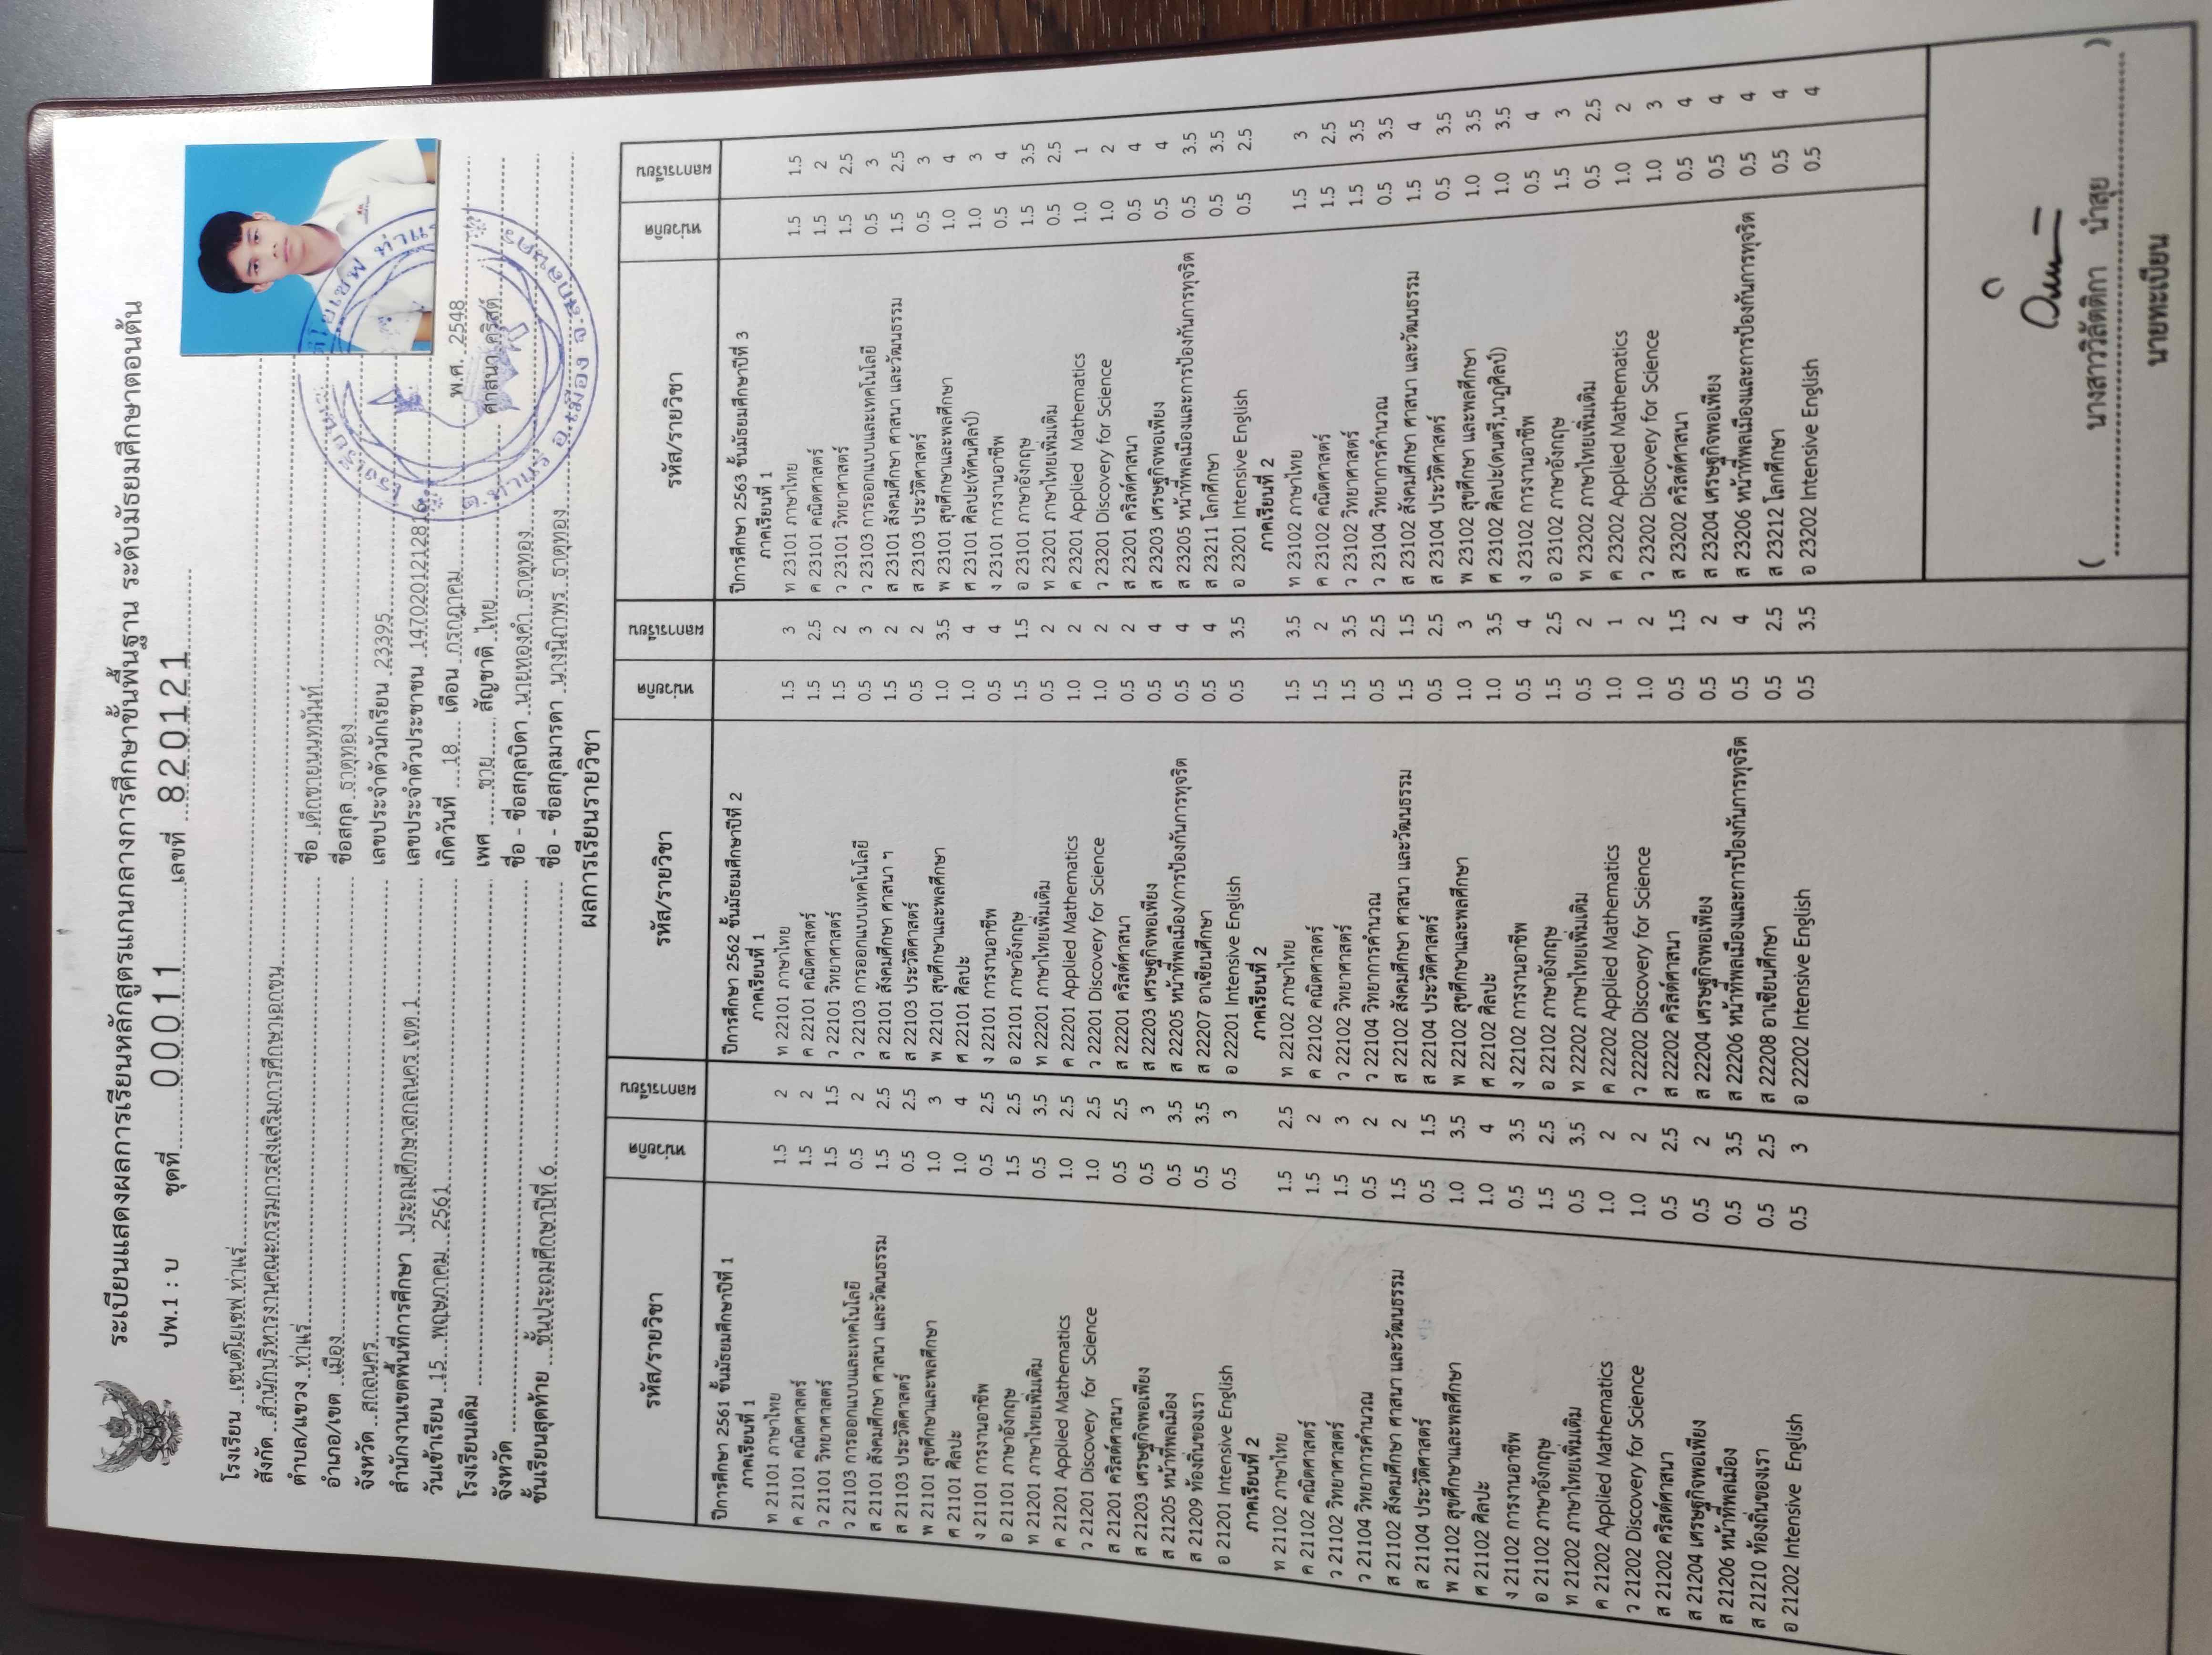 ระเบียนแสดงผลการเรียนหลักสูตรแกนกลางการศึกษาขั้นพื้นฐาน ระดับมัธยมศึกษาตอนต้น
ปพ.1 : บ ชุดที่ 00011 เลขที่ 820121
โรงเรียน เซนต์โยเซฟ ท่าแร่
สังกัด สำนักบริหารงานคณะกรรมการส่งเสริมการศึกษาเอกชน
ตำบล/แขวง ท่าแร่
อำเภอ/เขต เมือง
จังหวัด สกลนคร
สำนักงานเขตพื้นที่การศึกษา ประถมศึกษาสกลนคร เขต 1
วันเข้าเรียน 15 พฤษภาคม 2561
โรงเรียนเดิม
จังหวัด
ชั้นเรียนสุดท้าย ชั้นประถมศึกษาปีที่ 6
ชื่อ เด็กชายนนทนันท์
ชื่อสกุล ธาตุทอง
เลขประจำตัวนักเรียน 23395
เลขประจำตัวประชาชน 1470201212816
เกิดวันที่ 18 เดือน กรกฎาคม พ.ศ. 2548
เพศ ชาย สัญชาติ ไทย ศาสนา คริสต์
ชื่อ - ชื่อสกุลบิดา นายทองคำ ธาตุทอง
ชื่อ - ชื่อสกุลมารดา นางนิภาพร ธาตุทอง
ผลการเรียนรายวิชา
รหัส/รายวิชา หน่วยกิต ผลการเรียน
ปีการศึกษา 2561 ชั้นมัธยมศึกษาปีที่ 1
ภาคเรียนที่ 1
ท 21101 ภาษาไทย 1.5 2
ค 21101 คณิตศาสตร์ 1.5 2
ว 21101 วิทยาศาสตร์ 1.5 1.5
ว 21103 การออกแบบและเทคโนโลยี 0.5 2
ส 21101 สังคมศึกษา ศาสนา และวัฒนธรรม 1.5 2.5
ส 21103 ประวัติศาสตร์ 0.5 2.5
พ 21101 สุขศึกษาและพลศึกษา 1.0 3
ศ 21101 ศิลปะ 1.0 4
ง 21101 การงานอาชีพ 0.5 2.5
อ 21101 ภาษาอังกฤษ 1.5 2.5
ท 21201 ภาษาไทยเพิ่มเติม 0.5 3.5
ค 21201 Applied Mathematics 1.0 2.5
ว 21201 Discovery for Science 1.0 2.5
ส 21201 คริสต์ศาสนา 0.5 2.5
ส 21203 เศรษฐกิจพอเพียง 0.5 3
ส 21205 หน้าที่พลเมือง 0.5 3.5
ส 21209 ท้องถิ่นของเรา 0.5 3.5
อ 21201 Intensive English 0.5 3
ภาคเรียนที่ 2
ท 21102 ภาษาไทย 1.5 2.5
ค 21102 คณิตศาสตร์ 1.5 2
ว 21102 วิทยาศาสตร์ 1.5 3
ว 21104 วิทยาการคำนวณ 0.5 2
ส 21102 สังคมศึกษา ศาสนา และวัฒนธรรม 1.5 2
ส 21104 ประวัติศาสตร์ 0.5 1.5
พ 21102 สุขศึกษาและพลศึกษา 1.0 3.5
ศ 21102 ศิลปะ 1.0 4
ง 21102 การงานอาชีพ 0.5 3.5
อ 21102 ภาษาอังกฤษ 1.5 2.5
ท 21202 ภาษาไทยเพิ่มเติม 0.5 3.5
ค 21202 Applied Mathematics 1.0 2
ว 21202 Discovery for Science 1.0 2
ส 21202 คริสต์ศาสนา 0.5 2.5
ส 21204 เศรษฐกิจพอเพียง 0.5 2
ส 21206 หน้าที่พลเมือง 0.5 3.5
ส 21210 ท้องถิ่นของเรา 0.5 2.5
อ 21202 Intensive English 0.5 3
รหัส/รายวิชา หน่วยกิต ผลการเรียน
ปีการศึกษา 2562 ชั้นมัธยมศึกษาปีที่ 2
ภาคเรียนที่ 1
ท 22101 ภาษาไทย 1.5 3
ค 22101 คณิตศาสตร์ 1.5 2.5
ว 22101 วิทยาศาสตร์ 1.5 2
ว 22103 การออกแบบเทคโนโลยี 0.5 3
ส 22101 สังคมศึกษา ศาสนา ฯ 1.5 2
ส 22103 ประวัติศาสตร์ 0.5 2
พ 22101 สุขศึกษาและพลศึกษา 1.0 3.5
ศ 22101 ศิลปะ 1.0 4
ง 22101 การงานอาชีพ 0.5 4
อ 22101 ภาษาอังกฤษ 1.5 1.5
ท 22201 ภาษาไทยเพิ่มเติม 0.5 2
ค 22201 Applied Mathematics 1.0 2
ว 22201 Discovery for Science 1.0 2
ส 22201 คริสต์ศาสนา 0.5 2
ส 22203 เศรษฐกิจพอเพียง 0.5 4
ส 22205 หน้าที่พลเมือง/การป้องกันการทุจริต 0.5 4
ส 22207 อาเซียนศึกษา 0.5 4
อ 22201 Intensive English 0.5 3.5
ภาคเรียนที่ 2
ท 22102 ภาษาไทย 1.5 3.5
ค 22102 คณิตศาสตร์ 1.5 2
ว 22102 วิทยาศาสตร์ 1.5 3.5
ว 22104 วิทยาการคำนวณ 0.5 2.5
ส 22102 สังคมศึกษา ศาสนา และวัฒนธรรม 1.5 1.5
ส 22104 ประวัติศาสตร์ 0.5 2.5
พ 22102 สุขศึกษาและพลศึกษา 1.0 3
ศ 22102 ศิลปะ 1.0 3.5
ง 22102 การงานอาชีพ 0.5 4
อ 22102 ภาษาอังกฤษ 1.5 2.5
ท 22202 ภาษาไทยเพิ่มเติม 0.5 2
ค 22202 Applied Mathematics 1.0 1
ว 22202 Discovery for Science 1.0 2
ส 22202 คริสต์ศาสนา 0.5 1.5
ส 22204 เศรษฐกิจพอเพียง 0.5 2
ส 22206 หน้าที่พลเมืองและการป้องกันการทุจริต 0.5 4
ส 22208 อาเซียนศึกษา 0.5 2.5
อ 22202 Intensive English 0.5 3.5
รหัส/รายวิชา หน่วยกิต ผลการเรียน
ปีการศึกษา 2563 ชั้นมัธยมศึกษาปีที่ 3
ภาคเรียนที่ 1
ท 23101 ภาษาไทย 1.5 1.5
ค 23101 คณิตศาสตร์ 1.5 2
ว 23101 วิทยาศาสตร์ 1.5 2.5
ว 23103 การออกแบบและเทคโนโลยี 0.5 3
ส 23101 สังคมศึกษา ศาสนา และวัฒนธรรม 1.5 2.5
ส 23103 ประวัติศาสตร์ 0.5 3
พ 23101 สุขศึกษาและพลศึกษา 1.0 4
ศ 23101 ศิลปะ(ทัศนศิลป์) 1.0 3
ง 23101 การงานอาชีพ 0.5 4
อ 23101 ภาษาอังกฤษ 1.5 3.5
ท 23201 ภาษาไทยเพิ่มเติม 0.5 2.5
ค 23201 Applied Mathematics 1.0 1
ว 23201 Discovery for Science 1.0 2
ส 23201 คริสต์ศาสนา 0.5 4
ส 23203 เศรษฐกิจพอเพียง 0.5 4
ส 23205 หน้าที่พลเมืองและการป้องกันการทุจริต 0.5 3.5
ส 23211 โลกศึกษา 0.5 3.5
อ 23201 Intensive English 0.5 2.5
ภาคเรียนที่ 2
ท 23102 ภาษาไทย 1.5 3
ค 23102 คณิตศาสตร์ 1.5 2.5
ว 23102 วิทยาศาสตร์ 1.5 3.5
ว 23104 วิทยาการคำนวณ 0.5 3.5
ส 23102 สังคมศึกษา ศาสนา และวัฒนธรรม 1.5 4
ส 23104 ประวัติศาสตร์ 0.5 3.5
พ 23102 สุขศึกษา และพลศึกษา 1.0 3.5
ศ 23102 ศิลปะ(ดนตรี,นาฏศิลป์) 1.0 3.5
ง 23102 การงานอาชีพ 0.5 4
อ 23102 ภาษาอังกฤษ 1.5 3
ท 23202 ภาษาไทยเพิ่มเติม 0.5 2.5
ค 23202 Applied Mathematics 1.0 2
ว 23202 Discovery for Science 1.0 3
ส 23202 คริสต์ศาสนา 0.5 4
ส 23204 เศรษฐกิจพอเพียง 0.5 4
ส 23206 หน้าที่พลเมืองและการป้องกันการทุจริต 0.5 4
ส 23212 โลกศึกษา 0.5 4
อ 23202 Intensive English 0.5 4
( นางสาววิลัดดิกา นำสุย )
นายทะเบียน